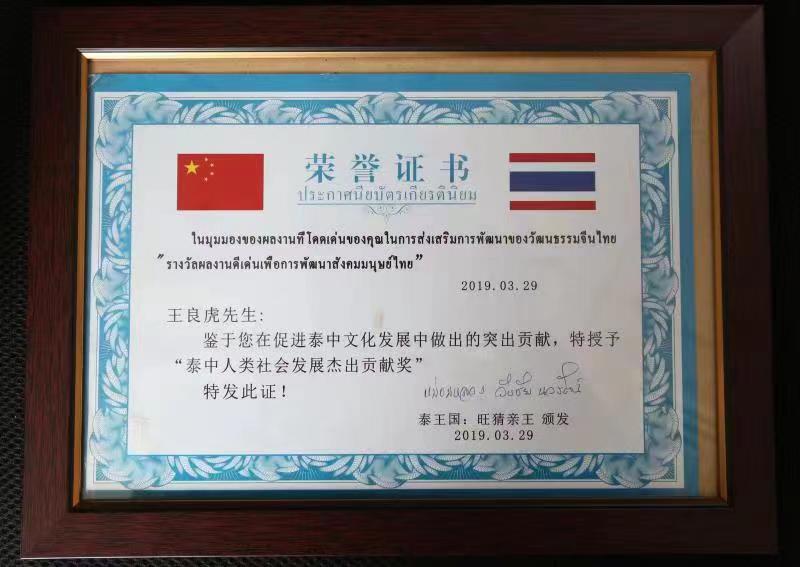 荣誉证书
ประกาศนียบัตรเกียรตินิยม
ในมุมมองของผลงานที่โดดเด่นของคุณในการส่งเสริมการพัฒนาของวัฒนธรรมจีนไทย
"รางวัลผลงานดีเด่นเพื่อการพัฒนาสังคมมนุษย์ไทย"
2019.03.29
王良虎先生:
鉴于您在促进泰中文化发展中做出的突出贡献，特授予
“泰中人类社会发展杰出贡献奖”
特发此证！
泰王国：旺猜亲王 颁发
2019.03.29